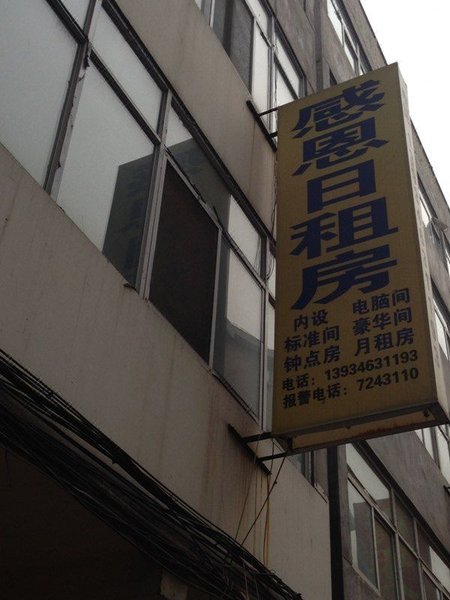 感恩日租房
内设 电脑间
标准间 豪华间
钟点房 月租房
电话：13934631193
报警电话：7243110